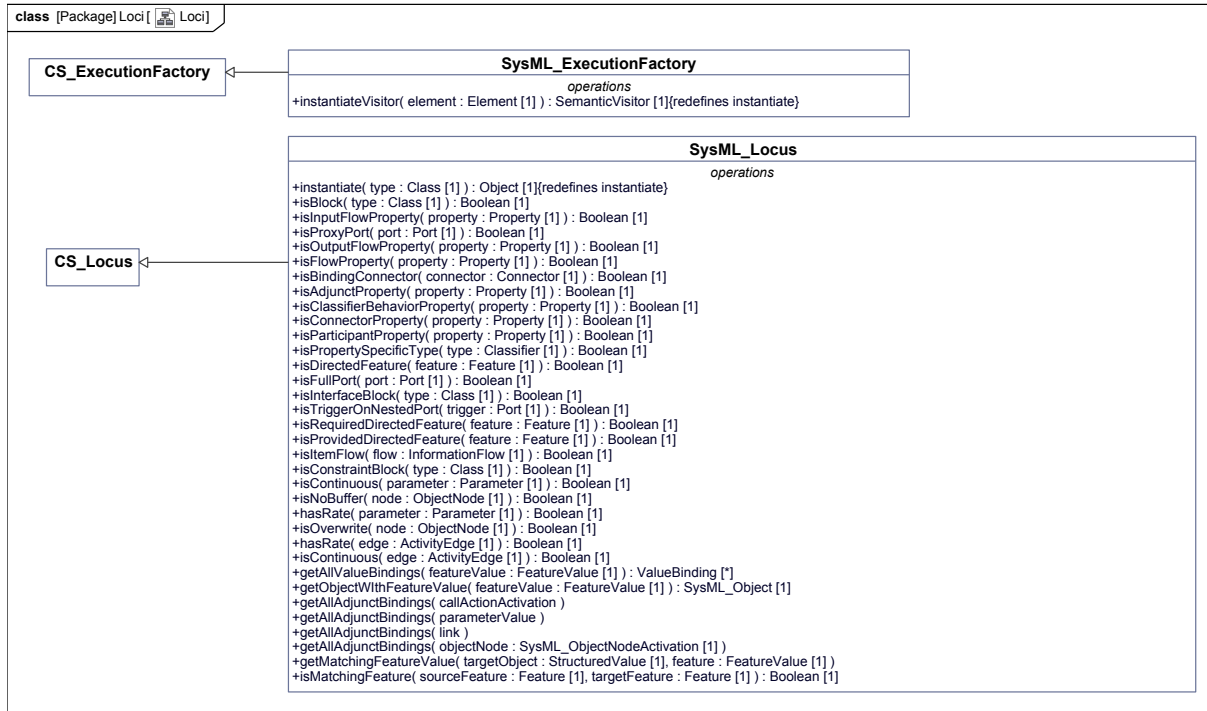 class [Package] Loci [ Loci]
CS_ExecutionFactory
SysML_ExecutionFactory
operations
+instantiateVisitor( element : Element [1] ) : SemanticVisitor [1]{redefines instantiate}
SysML_Locus
operations
+instantiate( type : Class [1] ) : Object [1]{redefines instantiate}
+isBlock( type : Class [1] ) : Boolean [1]
+isInputFlowProperty( property : Property [1] ) : Boolean [1]
+isProxyPort( port : Port [1] ) : Boolean [1]
+isOutputFlowProperty( property : Property [1] ) : Boolean [1]
+isFlowProperty( property : Property [1] ) : Boolean [1]
CS_Locus
+isBindingConnector( connector : Connector [1] ) : Boolean [1]
+isAdjunctProperty( property : Property [1] ) : Boolean [1]
+isClassifierBehaviorProperty( property : Property [1] ) : Boolean [1]
+isConnectorProperty( property : Property [1] ) : Boolean [1]
+isParticipantProperty( property : Property [1] ) : Boolean [1]
+isPropertySpecificType( type : Classifier [1] ) : Boolean [1]
+isDirectedFeature( feature : Feature [1] ) : Boolean [1]
+isFullPort( port : Port [1] ) : Boolean [1]
+isInterfaceBlock( type : Class [1] ) : Boolean [1]
+isTriggerOnNestedPort( trigger : Port [1] ) : Boolean [1]
+isRequiredDirectedFeature( feature : Feature [1] ) : Boolean [1]
+isProvidedDirectedFeature( feature : Feature [1] ) : Boolean [1]
+isItemFlow( flow : InformationFlow [1] ) : Boolean [1]
+isConstraintBlock( type : Class [1] ) : Boolean [1]
+isContinuous( parameter : Parameter [1] ) : Boolean [1]
+isNoBuffer( node : ObjectNode [1] ) : Boolean [1]
+hasRate( parameter : Parameter [1] ) : Boolean [1]
+isOverwrite( node : ObjectNode [1] ) : Boolean [1]
+hasRate( edge : ActivityEdge [1] ) : Boolean [1]
+isContinuous( edge : ActivityEdge [1] ) : Boolean [1]
+getAllValueBindings( featureValue : FeatureValue [1] ) : ValueBinding [*]
+getObjectWIthFeatureValue( featureValue : FeatureValue [1] ) : SysML_Object [1]
+getAllAdjunctBindings( callActionActivation )
+getAllAdjunctBindings( parameterValue )
+getAllAdjunctBindings( link )
+getAllAdjunctBindings( objectNode : SysML_ObjectNodeActivation [1] )
+getMatchingFeatureValue( targetObject : StructuredValue [1], feature : FeatureValue [1] )
+isMatchingFeature( sourceFeature : Feature [1], targetFeature : Feature [1] ) : Boolean [1]